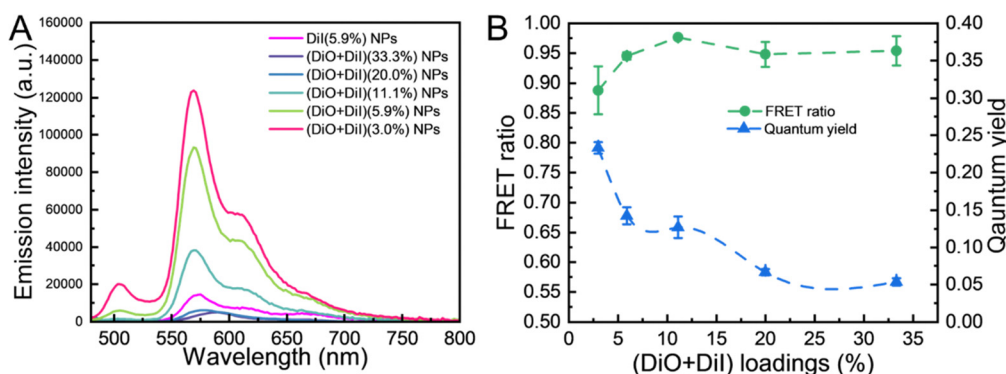 A
DiI(5.9%) NPs
(DiO+DiI)(33.3%) NPs
(DiO+DiI)(20.0%) NPs
(DiO+DiI)(11.1%) NPs
(DiO+DiI)(5.9%) NPs
(DiO+DiI)(3.0%) NPs
Emission intensity (a.u.)
160000
140000
120000
100000
80000
60000
40000
20000
0
500 550 600 650 700 750 800
Wavelength (nm)
B
FRET ratio
1.00
0.95
0.90
0.85
0.80
0.75
0.70
0.65
0.60
0.55
0.50
FRET ratio
Quantum yield
0.40
0.35
0.30
0.25
0.20
0.15
0.10
0.05
0.00
Qauntum yield
0 5 10 15 20 25 30 35
(DiO+DiI) loadings (%)